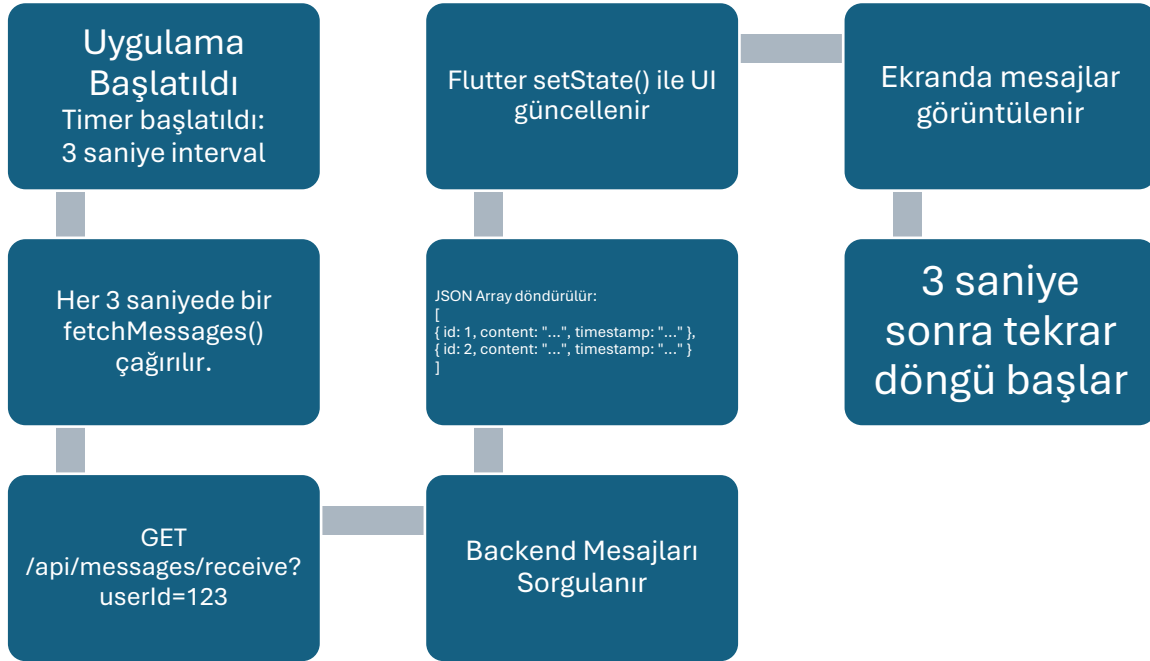 Uygulama
Başlatıldı
Timer başlatıldı:
3 saniye interval
Her 3 saniyede bir
fetchMessages()
çağırılır.
GET
/api/messages/receive?
userId=123
Backend Mesajları
Sorgulanır
JSON Array döndürülür:
[
{ id: 1, content: "...", timestamp: "..." },
{ id: 2, content: "...", timestamp: "..." }
]
Flutter setState() ile UI
güncellenir
Ekranda mesajlar
görüntülenir
3 saniye
sonra tekrar
döngü başlar